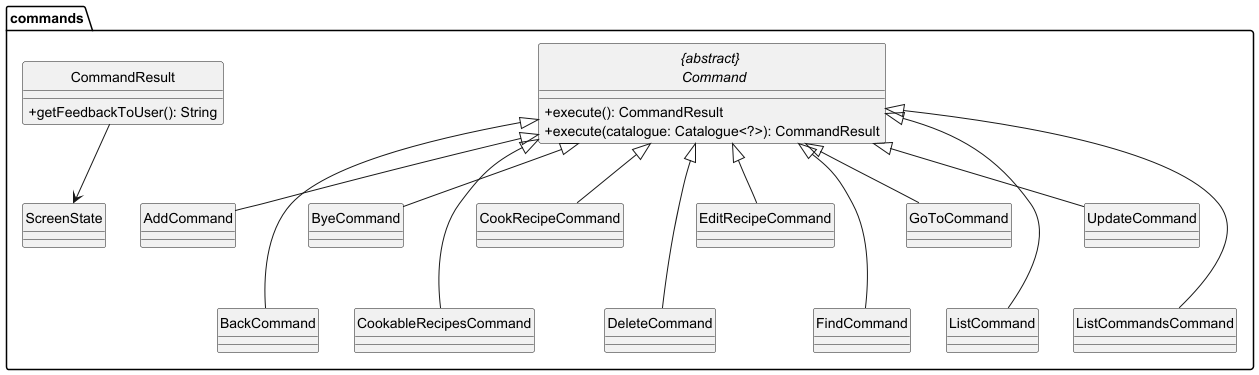 commands
{abstract}
Command
+execute(): CommandResult
+execute(catalogue: Catalogue<?>): CommandResult
CommandResult
+getFeedbackToUser(): String
ScreenState
AddCommand
ByeCommand
CookRecipeCommand
EditRecipeCommand
GoToCommand
UpdateCommand
BackCommand
CookableRecipesCommand
DeleteCommand
FindCommand
ListCommand
ListCommandsCommand